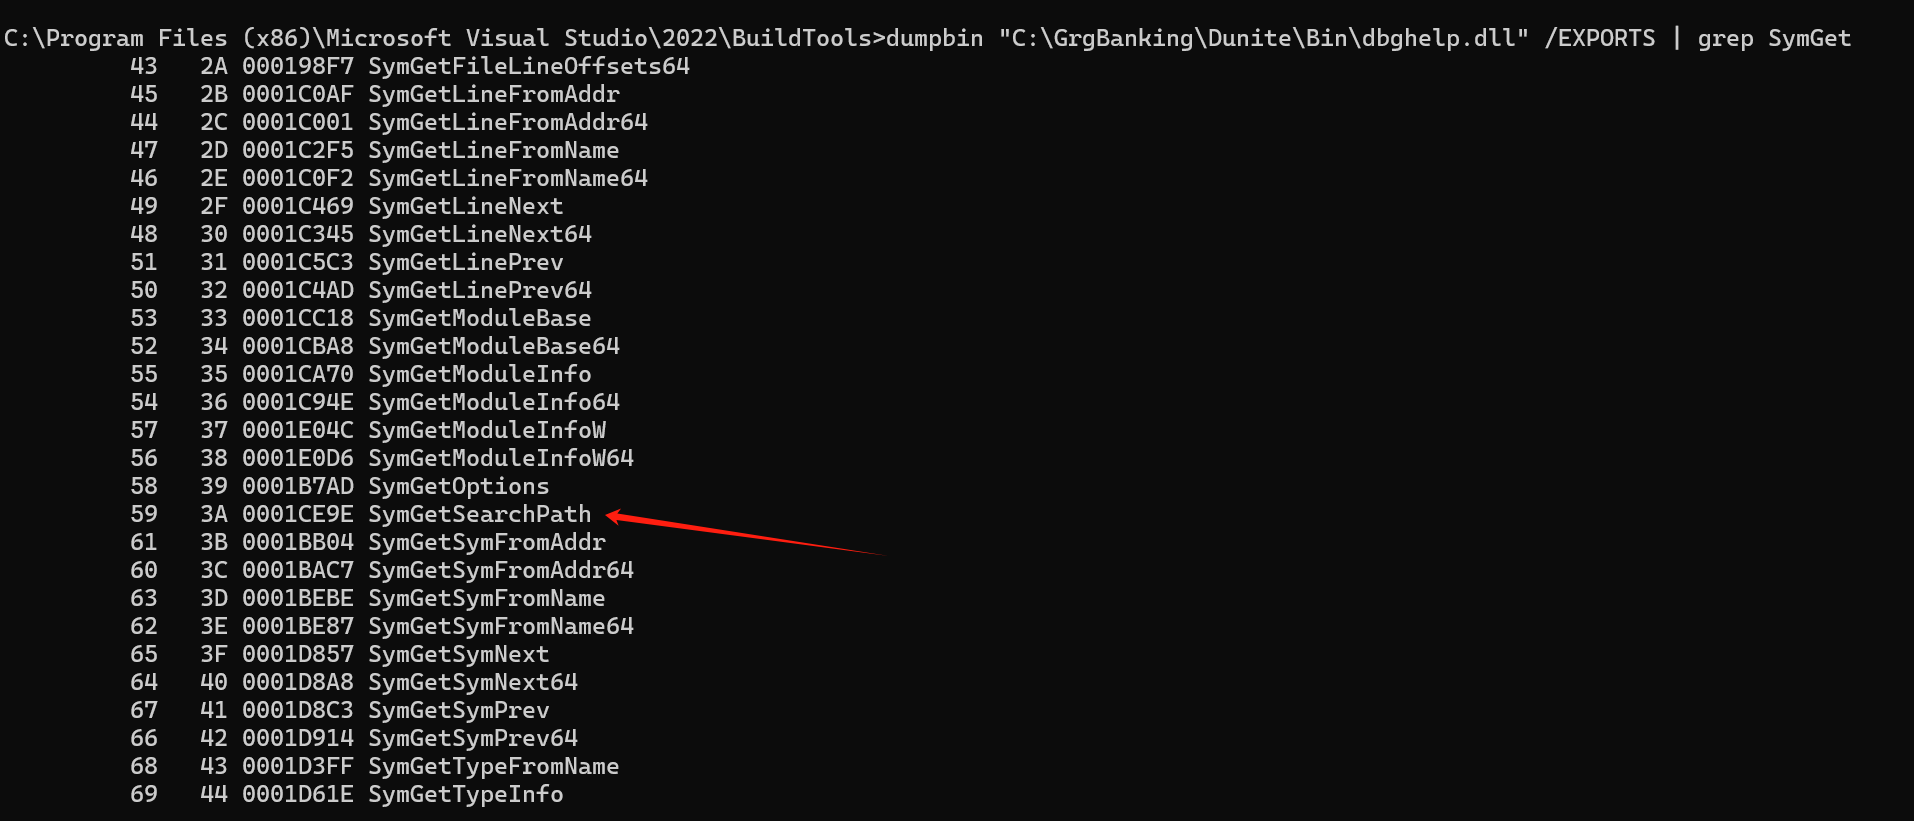 C:\Program Files (x86)\Microsoft Visual Studio\2022\BuildTools>dumpbin "C:\GrgBanking\Dunite\Bin\dbghelp.dll" /EXPORTS | grep SymGet
43 2A 000198F7 SymGetFileLineOffsets64
45 2B 0001C0AF SymGetLineFromAddr
44 2C 0001C001 SymGetLineFromAddr64
47 2D 0001C2F5 SymGetLineFromName
46 2E 0001C0F2 SymGetLineFromName64
49 2F 0001C469 SymGetLineNext
48 30 0001C345 SymGetLineNext64
51 31 0001C5C3 SymGetLinePrev
50 32 0001C4AD SymGetLinePrev64
53 33 0001CC18 SymGetModuleBase
52 34 0001CBA8 SymGetModuleBase64
55 35 0001CA70 SymGetModuleInfo
54 36 0001C94E SymGetModuleInfo64
57 37 0001E04C SymGetModuleInfoW
56 38 0001E0D6 SymGetModuleInfoW64
58 39 0001B7AD SymGetOptions
59 3A 0001CE9E SymGetSearchPath
61 3B 0001BB04 SymGetSymFromAddr
60 3C 0001BAC7 SymGetSymFromAddr64
63 3D 0001BEBE SymGetSymFromName
62 3E 0001BE87 SymGetSymFromName64
65 3F 0001D857 SymGetSymNext
64 40 0001D8A8 SymGetSymNext64
67 41 0001D8C3 SymGetSymPrev
66 42 0001D914 SymGetSymPrev64
68 43 0001D3FF SymGetTypeFromName
69 44 0001D61E SymGetTypeInfo